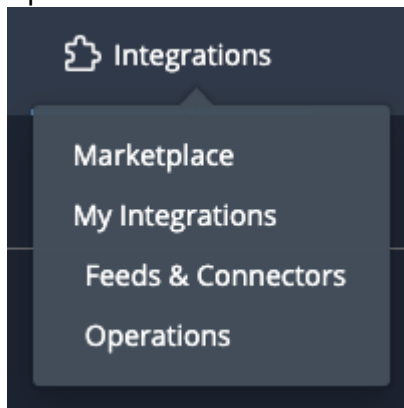 Integrations
Marketplace
My Integrations
Feeds & Connectors
Operations